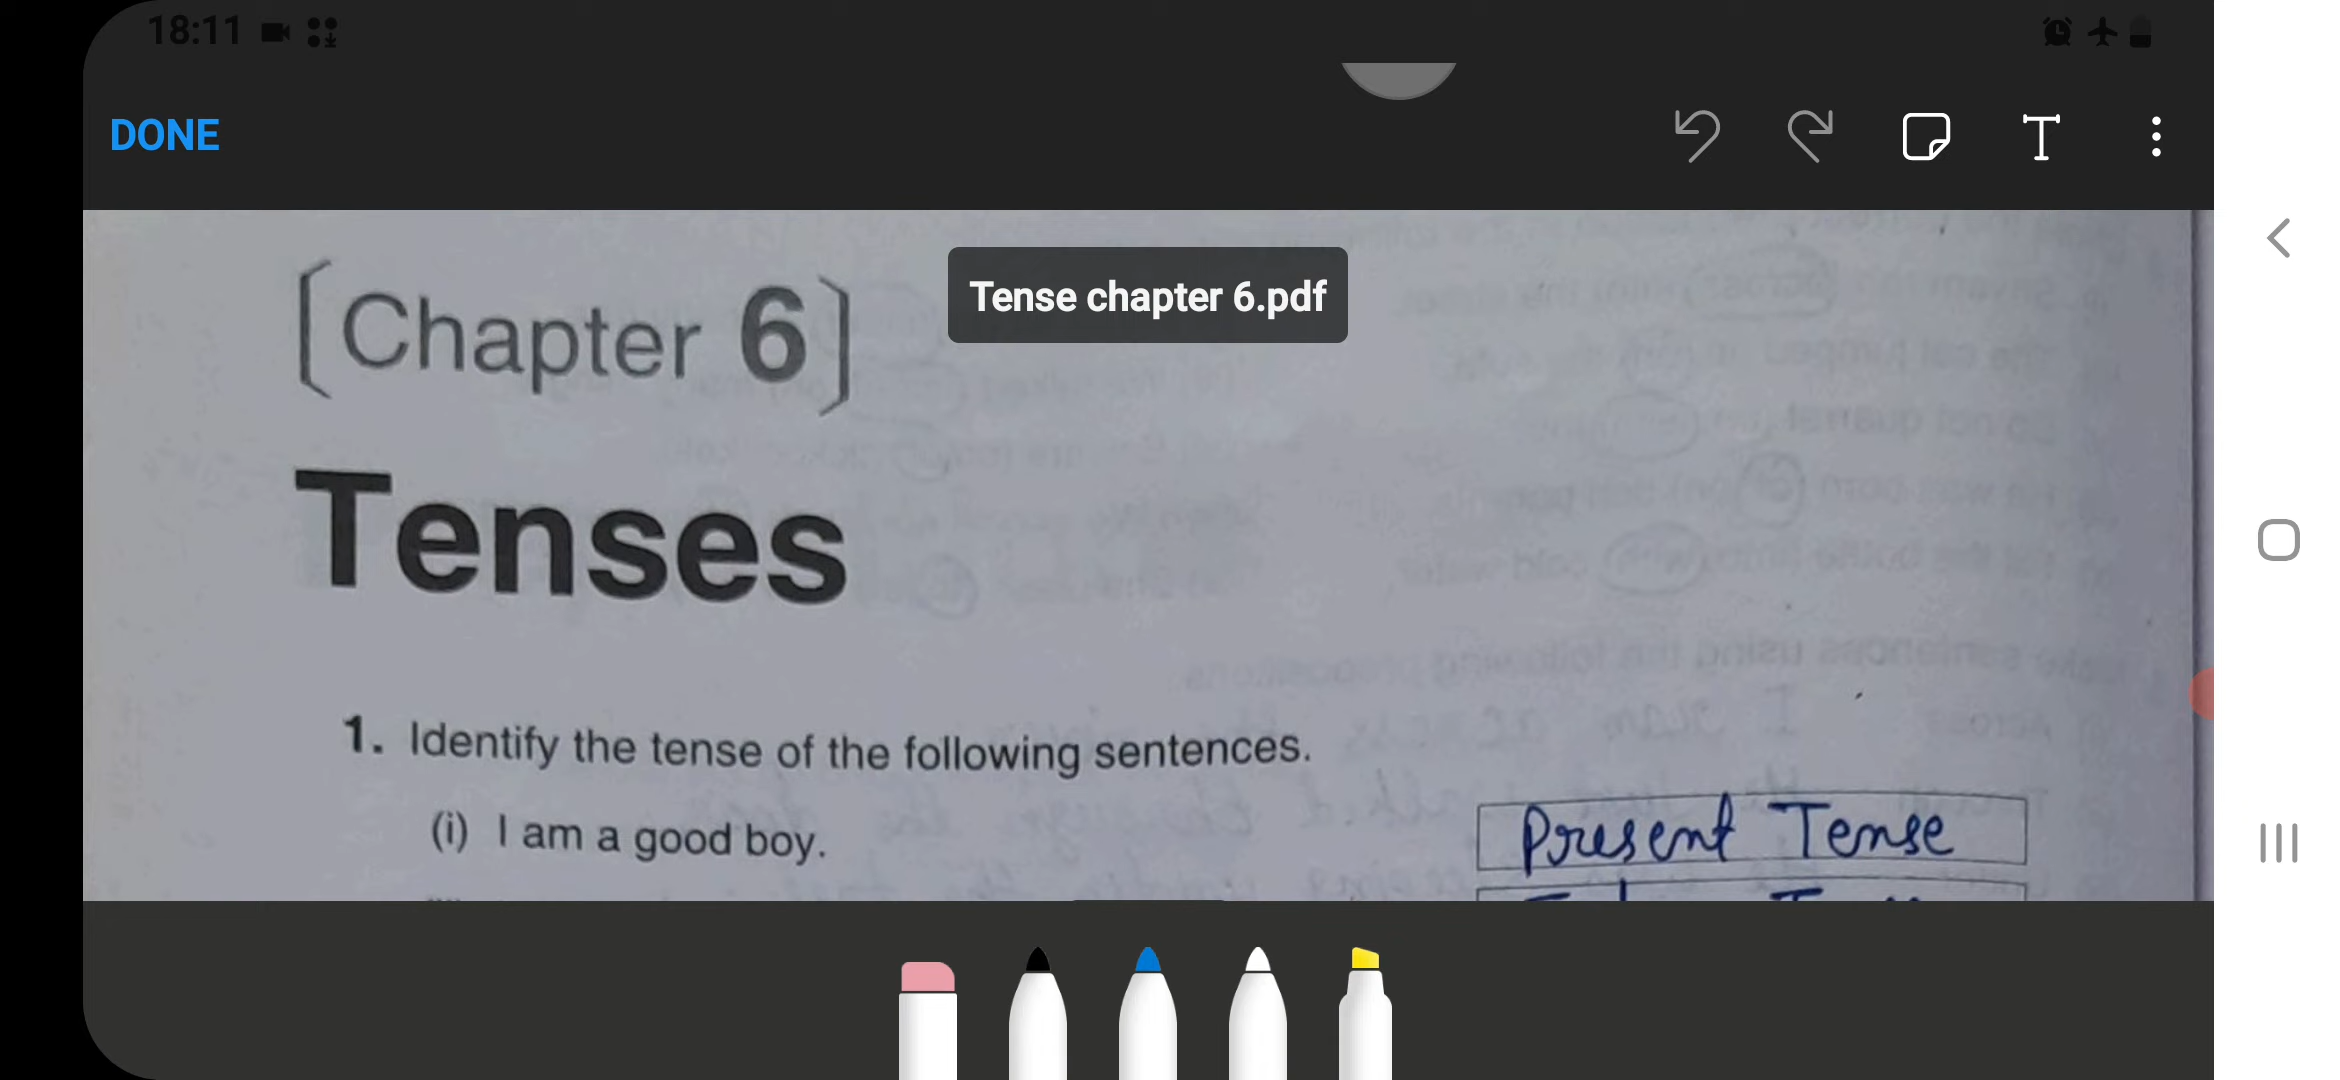 18:11
DONE
T
Tense chapter 6.pdf
[Chapter 6]
Tenses
1. Identify the tense of the following sentences.
(i) I am a good boy.
Present Tense